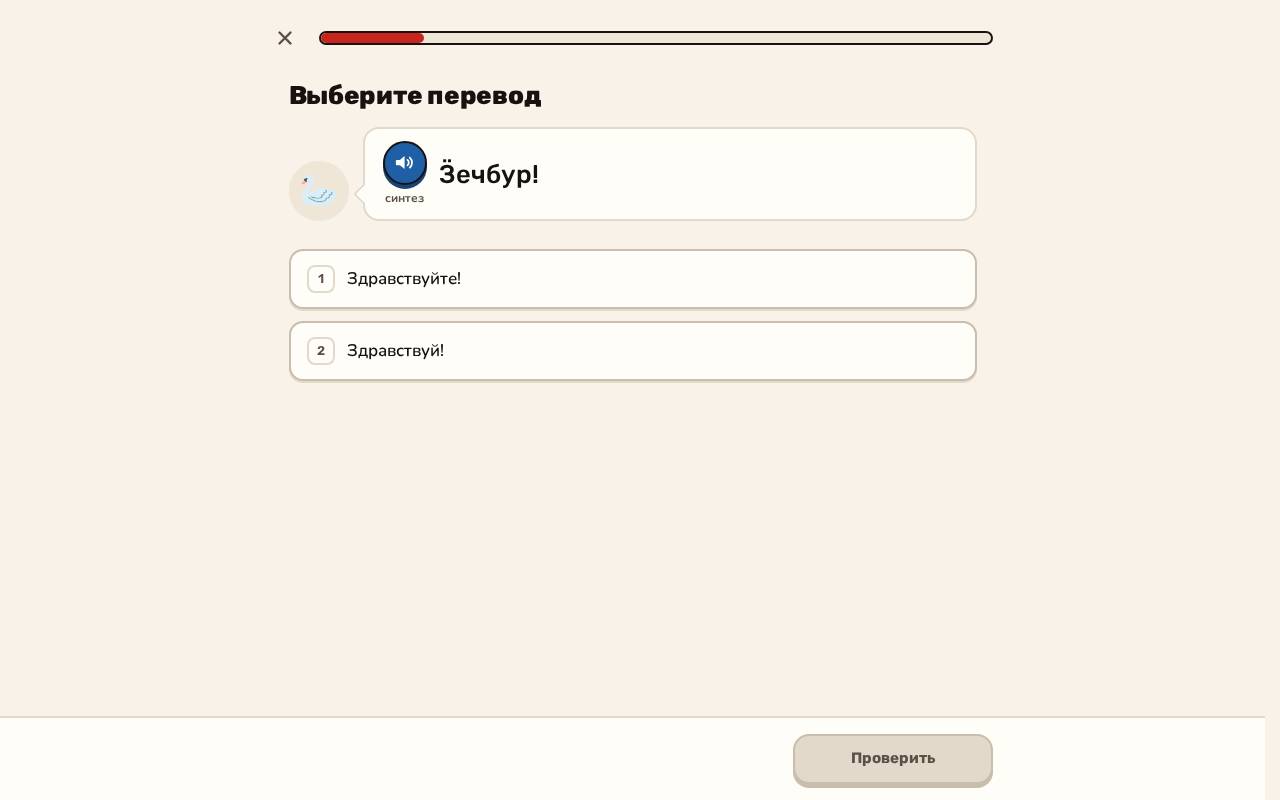 Выберите перевод
Ӟечбур!
синтез
1 Здравствуйте!
2 Здравствуй!
Проверить